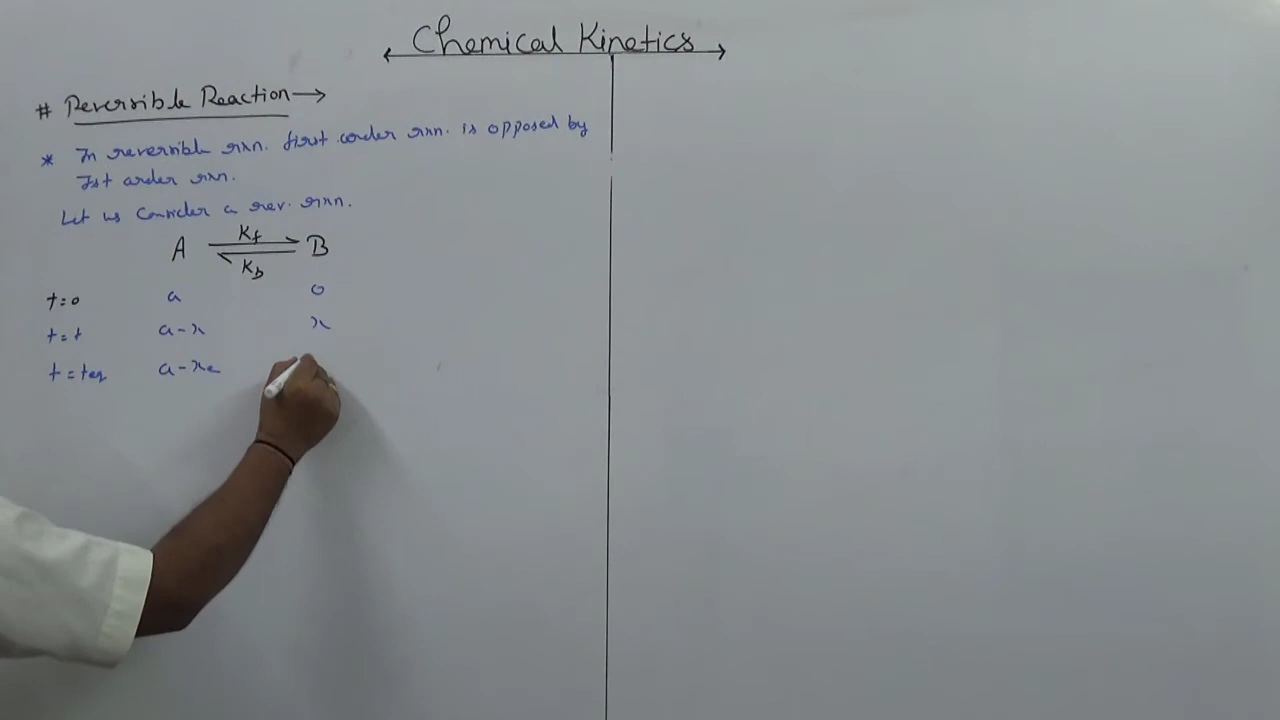 Chemical Kinetics
# Reversible Reaction →
* In reversible rxn. first order rxn. is opposed by
Ist order rxn.
Let us Consider a rev. rxn.
Kf
A ⇌ B
Kb
t=0 a 0
t=t a-x x
t=teq a-xe